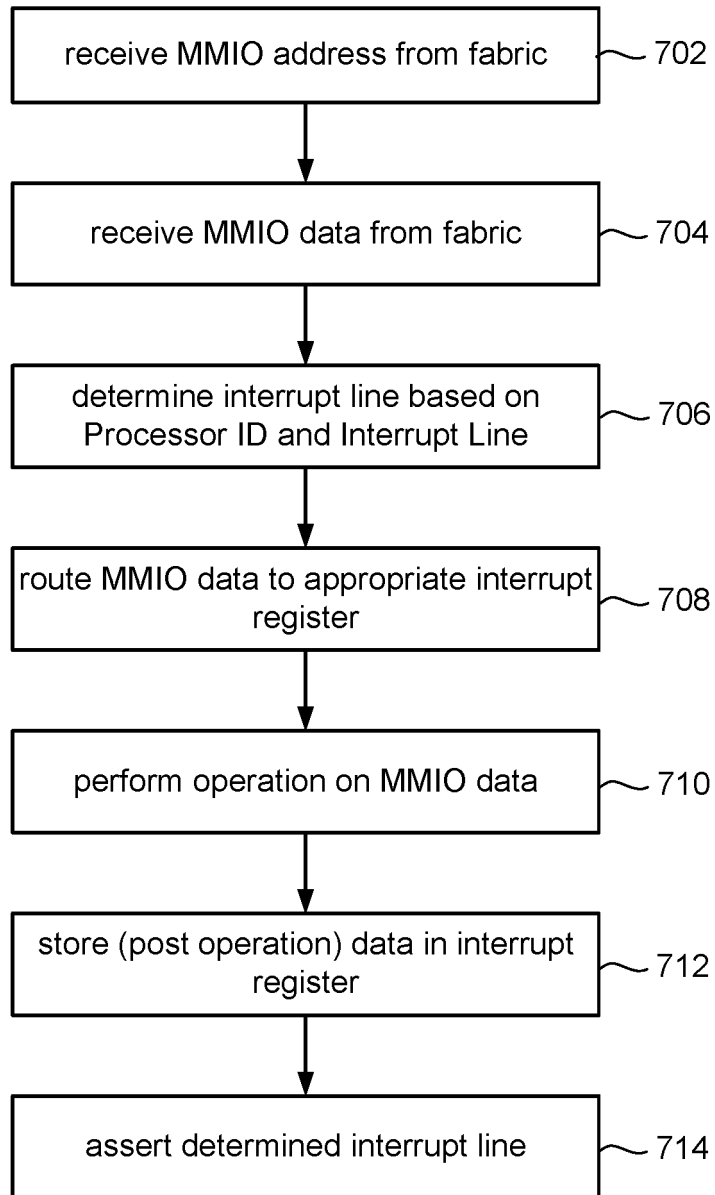 receive MMIO address from fabric
702
receive MMIO data from fabric
704
determine interrupt line based on
Processor ID and Interrupt Line
706
route MMIO data to appropriate interrupt
register
708
perform operation on MMIO data
710
store (post operation) data in interrupt
register
712
assert determined interrupt line
714